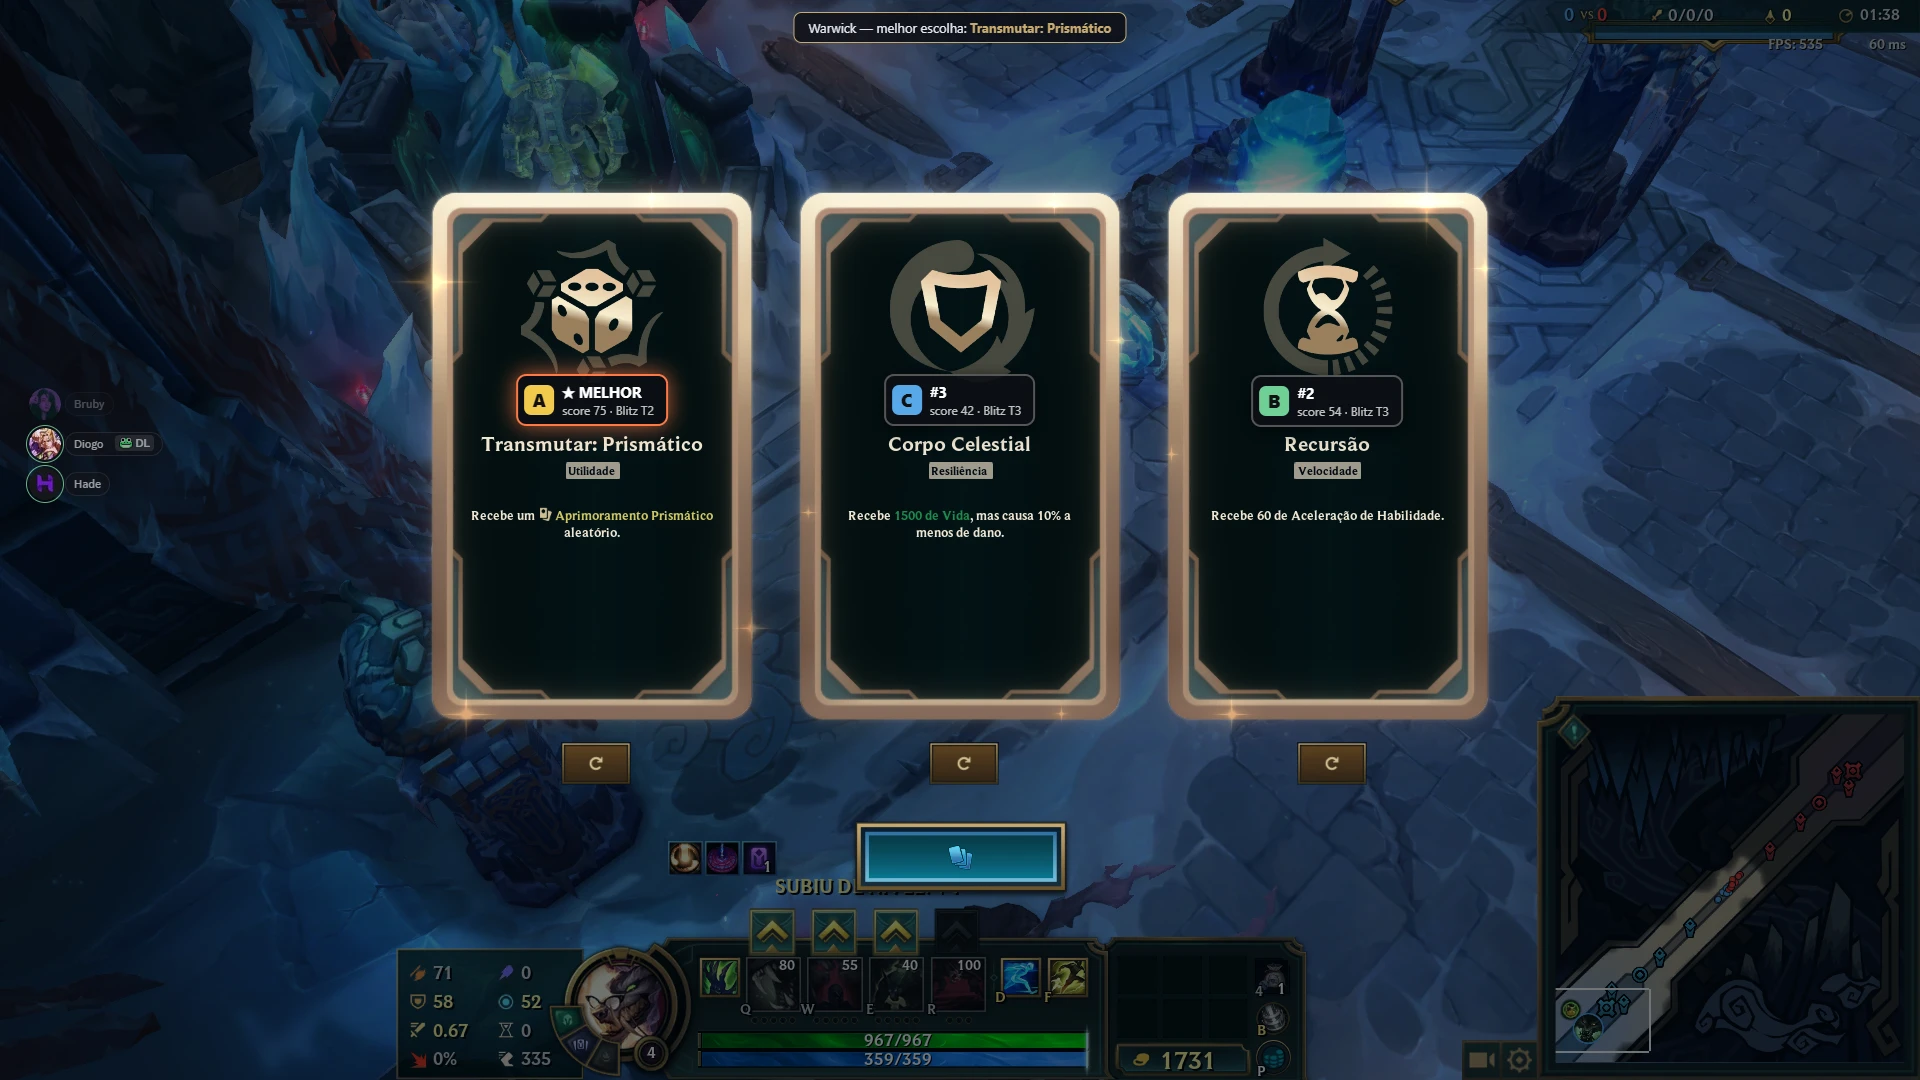 Warwick — melhor escolha: Transmutar: Prismático
0 vs 0
0/0/0
0
01:38
FPS: 535
60 ms
A
★ MELHOR
score 75 · Blitz T2
Transmutar: Prismático
Utilidade
Recebe um Aprimoramento Prismático
aleatório.
C
#3
score 42 · Blitz T3
Corpo Celestial
Resiliência
Recebe 1500 de Vida, mas causa 10% a
menos de dano.
B
#2
score 54 · Blitz T3
Recursão
Velocidade
Recebe 60 de Aceleração de Habilidade.
Bruby
Diogo
DL
Hade
H
1
SUBIU D
71
0
58
52
0.67
0
0%
335
4
80
55
40
100
Q
W
E
R
D
F
967/967
359/359
4
1
B
P
1731